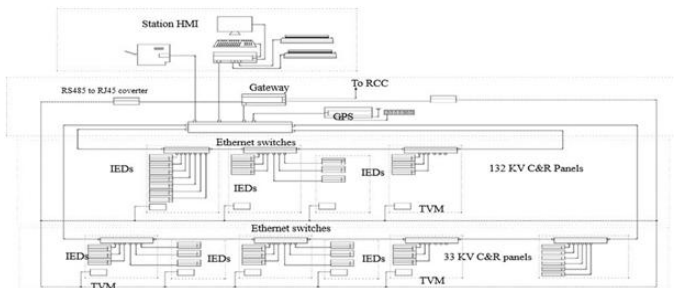 Station HMI
To RCC
RS485 to RJ45 coverter
Gateway
GPS
Ethernet switches
IEDs
IEDs
IEDs
132 KV C&R Panels
TVM
Ethernet switches
IEDs
IEDs
IEDs
33 KV C&R panels
TVM
TVM